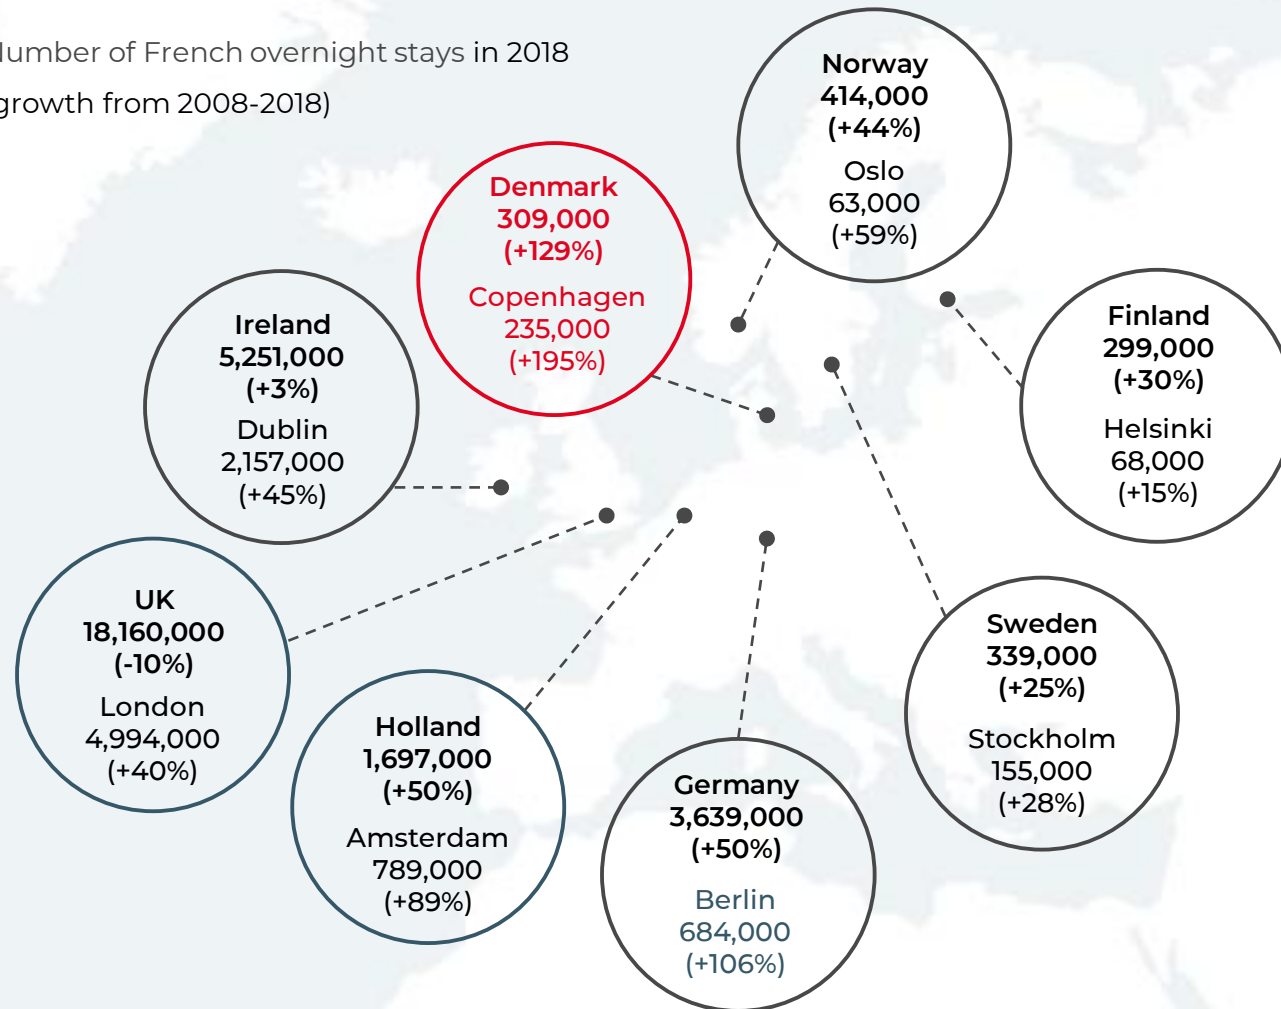 of French overnight stays in 2018
growth from 2008-2018)
Norway
414,000
(+44%)
Oslo
63,000
(+59%)
Denmark
309,000
(+129%)
Copenhagen
235,000
(+195%)
Ireland
5,251,000
(+3%)
Dublin
2,157,000
(+45%)
Finland
299,000
(+30%)
Helsinki
68,000
(+15%)
UK
18,160,000
(-10%)
London
4,994,000
(+40%)
Holland
1,697,000
(+50%)
Amsterdam
789,000
(+89%)
Germany
3,639,000
(+50%)
Berlin
684,000
(+106%)
Sweden
339,000
(+25%)
Stockholm
155,000
(+28%)